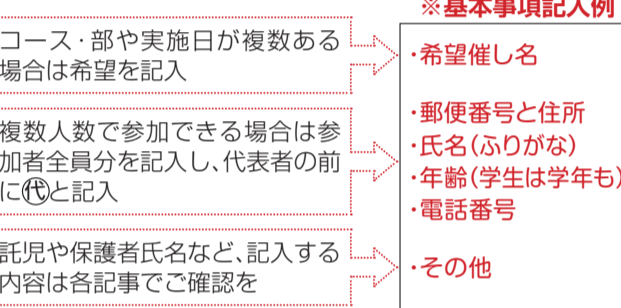 ※基本事項記入例
コース・部や実施日が複数ある
場合は希望を記入
・希望催し名
複数人数で参加できる場合は参
加者全員分を記入し、代表者の前
に㈹と記入
・郵便番号と住所
・氏名(ふりがな)
・年齢(学生は学年も)
・電話番号
託児や保護者氏名など、記入する
内容は各記事でご確認を
・その他